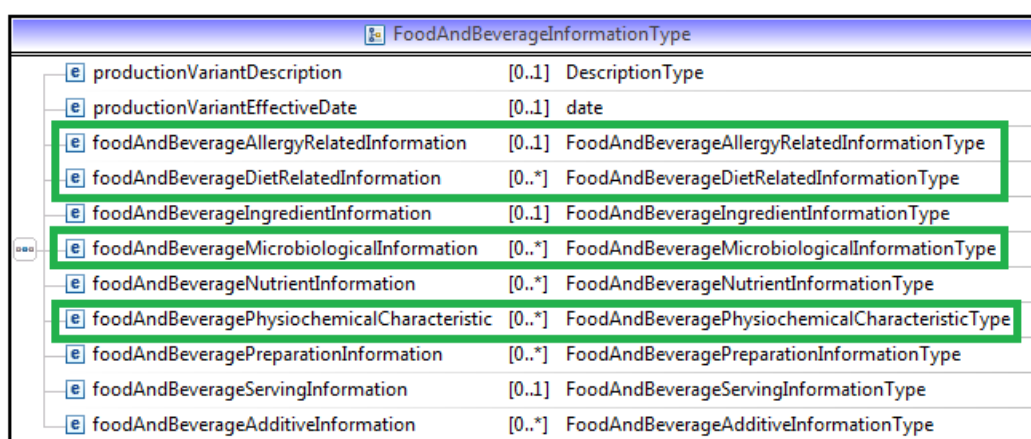 FoodAndBeverageInformationType
e productionVariantDescription [0..1] DescriptionType
e productionVariantEffectiveDate [0..1] date
e foodAndBeverageAllergyRelatedInformation [0..1] FoodAndBeverageAllergyRelatedInformationType
e foodAndBeverageDietRelatedInformation [0..*] FoodAndBeverageDietRelatedInformationType
e foodAndBeverageIngredientInformation [0..1] FoodAndBeverageIngredientInformationType
e foodAndBeverageMicrobiologicalInformation [0..*] FoodAndBeverageMicrobiologicalInformationType
e foodAndBeverageNutrientInformation [0..*] FoodAndBeverageNutrientInformationType
e foodAndBeveragePhysiochemicalCharacteristic [0..*] FoodAndBeveragePhysiochemicalCharacteristicType
e foodAndBeveragePreparationInformation [0..*] FoodAndBeveragePreparationInformationType
e foodAndBeverageServingInformation [0..1] FoodAndBeverageServingInformationType
e foodAndBeverageAdditiveInformation [0..*] FoodAndBeverageAdditiveInformationType